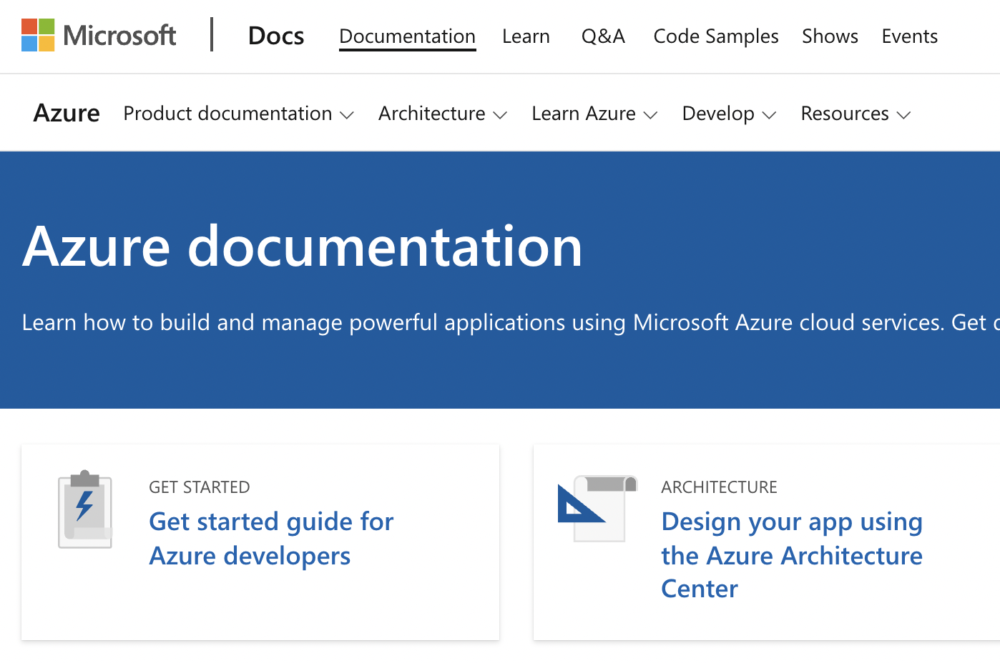 Microsoft Docs Documentation Learn Q&A Code Samples Shows Events
Azure Product documentation Architecture Learn Azure Develop Resources
Azure documentation
Learn how to build and manage powerful applications using Microsoft Azure cloud services. Get
GET STARTED
Get started guide for
Azure developers
ARCHITECTURE
Design your app using
the Azure Architecture
Center